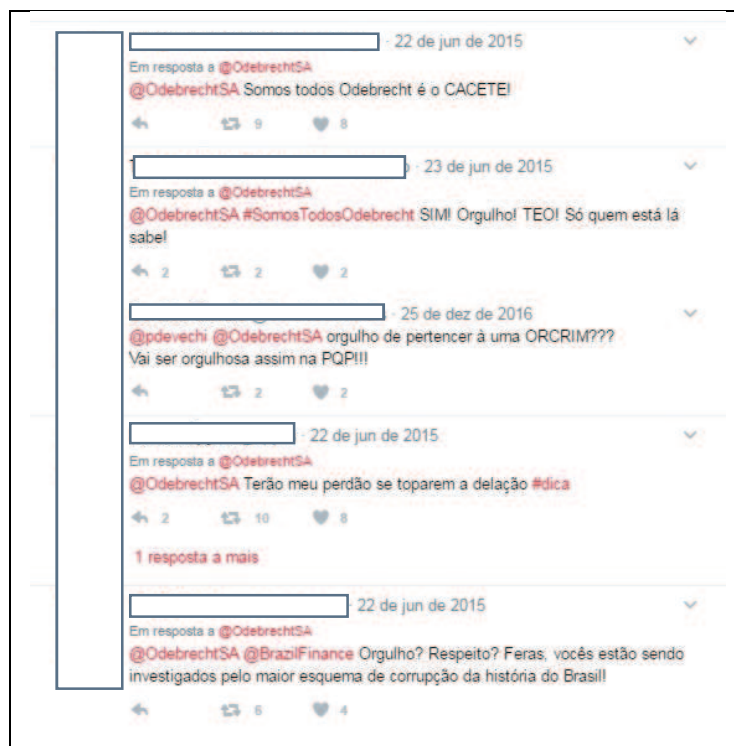 · 22 de jun de 2015
Em resposta a @OdebrechtSA
@OdebrechtSA Somos todos Odebrecht é o CACETE!
9 8
· 23 de jun de 2015
Em resposta a @OdebrechtSA
@OdebrechtSA #SomosTodosOdebrecht SIM! Orgulho! TEO! Só quem está lá
sabe!
2 2 2
· 25 de dez de 2016
@pdevechi @OdebrechtSA orgulho de pertencer à uma ORCRIM???
Vai ser orgulhosa assim na PQP!!!
2 2
· 22 de jun de 2015
Em resposta a @OdebrechtSA
@OdebrechtSA Terão meu perdão se toparem a delação #dica
2 10 8
1 resposta a mais
· 22 de jun de 2015
Em resposta a @OdebrechtSA
@OdebrechtSA @BrazilFinance Orgulho? Respeito? Feras, vocês estão sendo
investigados pelo maior esquema de corrupção da história do Brasil!
6 4